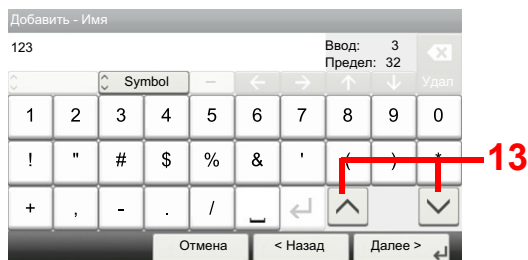 Добавить - Имя
123
Ввод: 3
Предел: 32
Symbol
Удал
1 2 3 4 5 6 7 8 9 0
! " # $ % & ' ( ) *
13
+ , - . /
Отмена < Назад Далее >